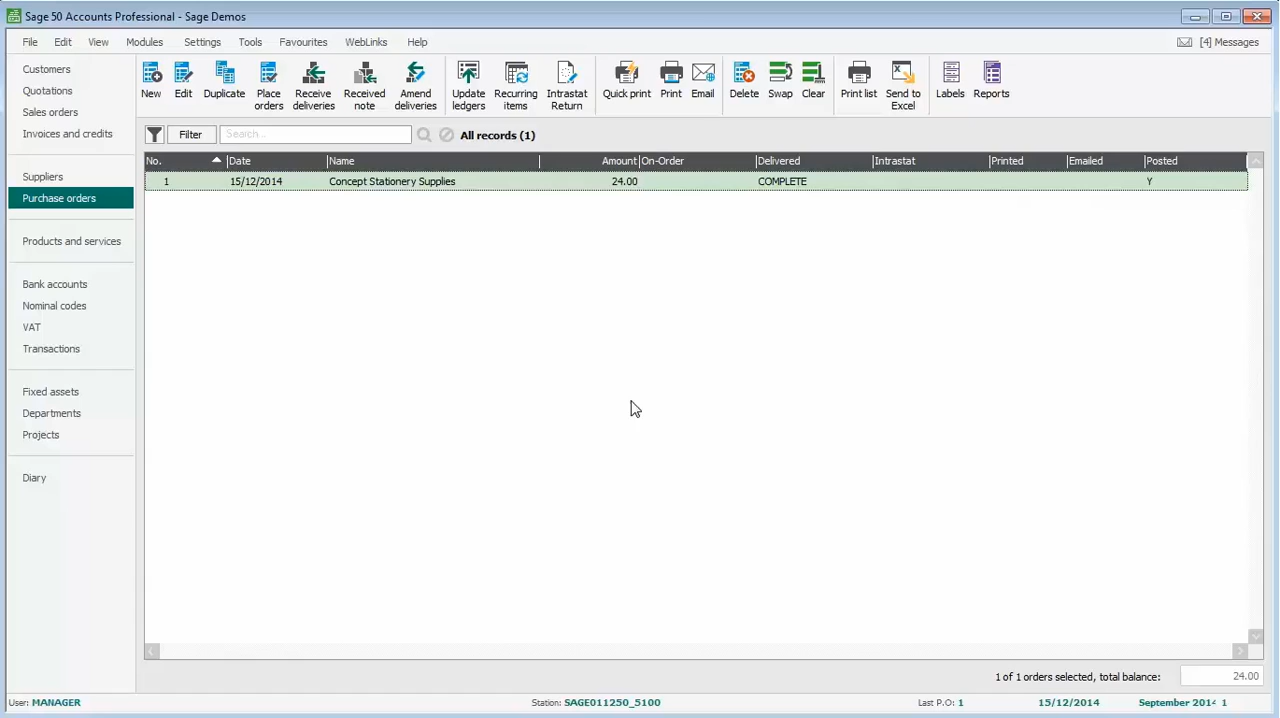 Sage 50 Accounts Professional - Sage Demos
File Edit View Modules Settings Tools Favourites WebLinks Help [4] Messages
Customers
Quotations
Sales orders
Invoices and credits
Suppliers
Purchase orders
Products and services
Bank accounts
Nominal codes
VAT
Transactions
Fixed assets
Departments
Projects
Diary
New Edit Duplicate Place orders Receive deliveries Received note Amend deliveries Update ledgers Recurring items Intrastat Return Quick print Print Email Delete Swap Clear Print list Send to Excel Labels Reports
Filter Search... All records (1)
No. Date Name Amount On-Order Delivered Intrastat Printed Emailed Posted
1 15/12/2014 Concept Stationery Supplies 24.00 COMPLETE Y
1 of 1 orders selected, total balance: 24.00
User: MANAGER Station: SAGE011250_5100 Last P.O: 1 15/12/2014 September 2014 1